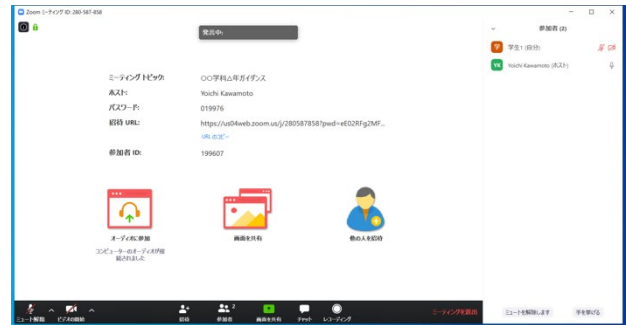 Zoom ミーティング ID: 280-587-858
発言中:
ミーティング トピック:
〇〇学科△年ガイダンス
ホスト:
Yoichi Kawamoto
パスワード:
019976
招待 URL:
https://us04web.zoom.us/j/280587858?pwd=eE02RFg2MF...
URL のコピー
参加者 ID:
199607
オーディオに参加
コンピューターのオーディオが接
続されました
画面を共有
他の人を招待
ミュート解除
ビデオの開始
招待
参加者
2
画面を共有
チャット
レコーディング
ミーティングを退出
参加者 (2)
学
学生1 (自分)
YK
Yoichi Kawamoto (ホスト)
ミュートを解除します
手を挙げる